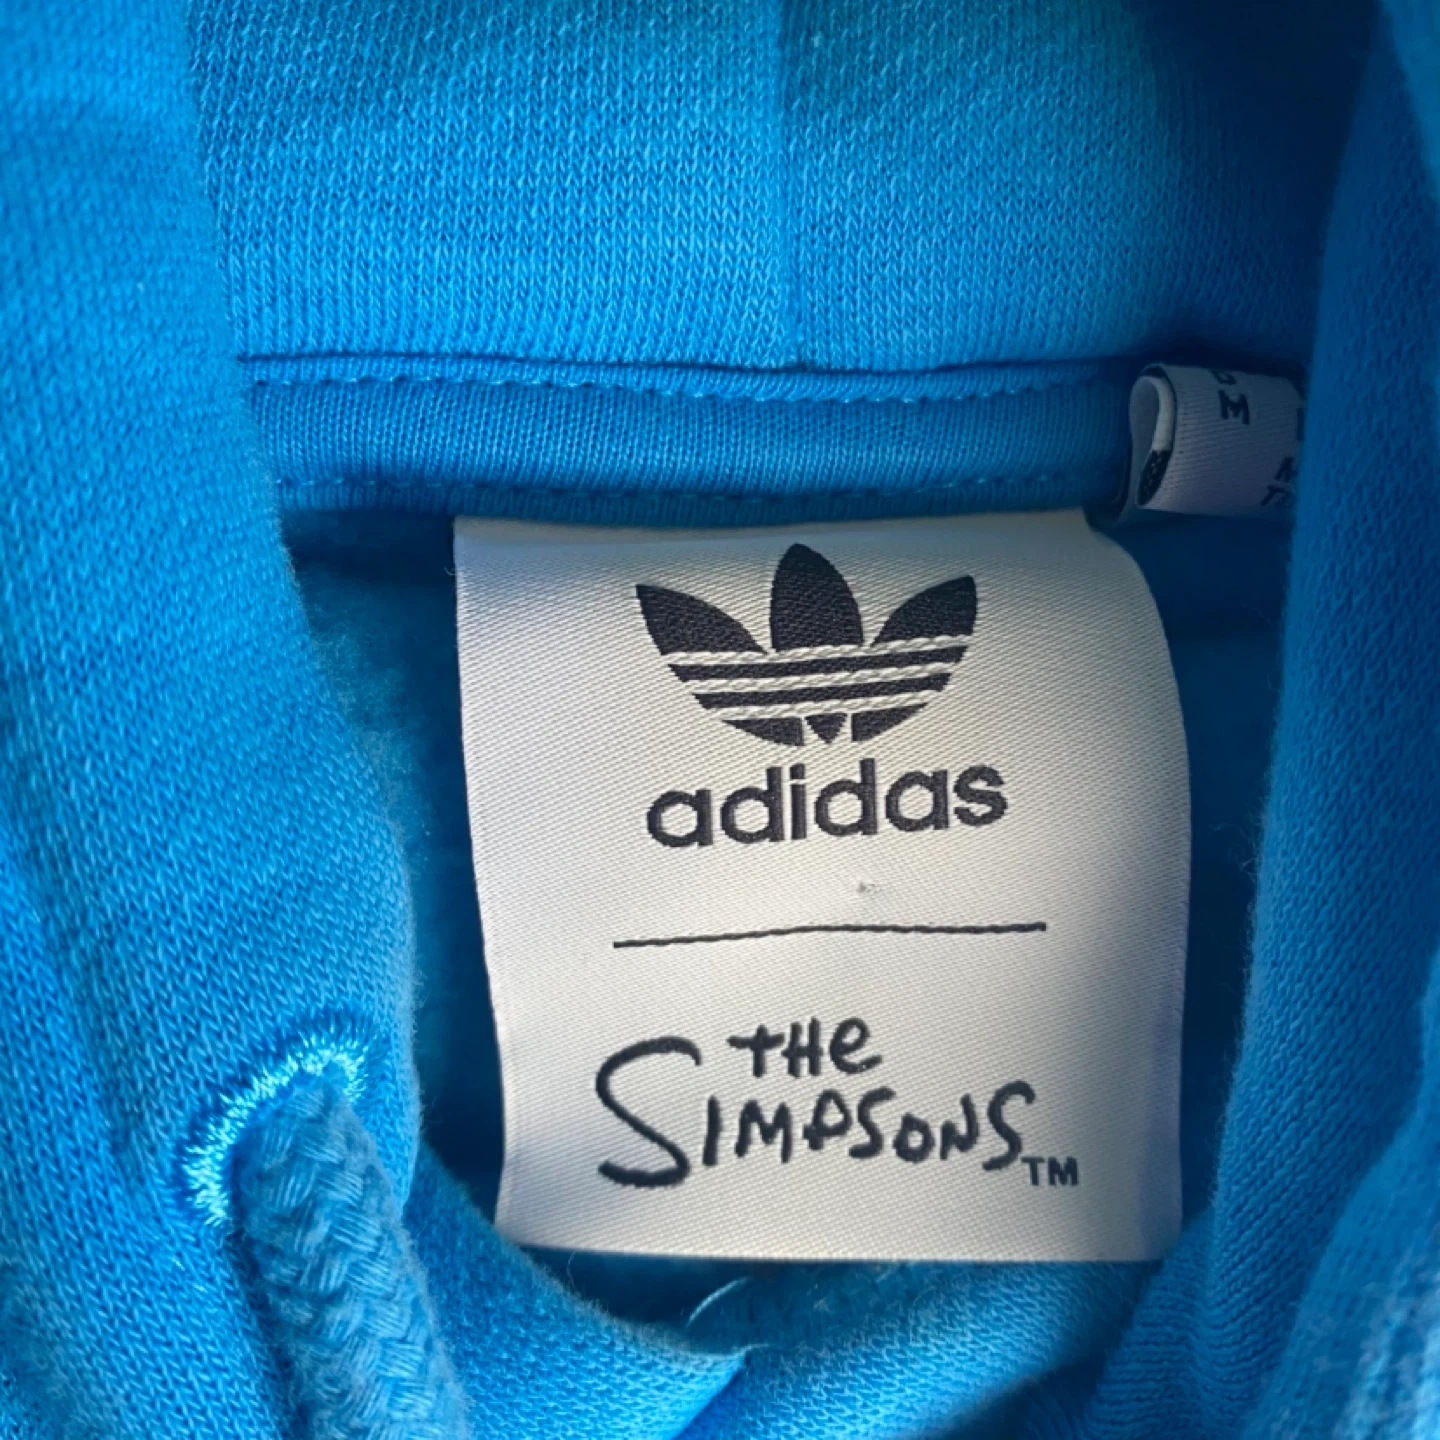 M
adidas
THE
SIMPSONS TM